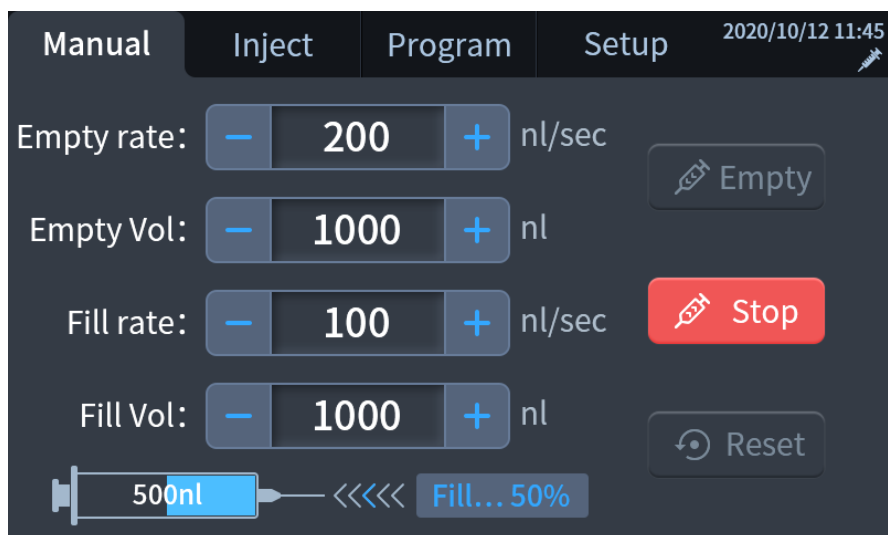 Manual Inject Program Setup 2020/10/12 11:45
Empty rate: − 200 + nl/sec
Empty
Empty Vol: − 1000 + nl
Fill rate: − 100 + nl/sec
Stop
Fill Vol: − 1000 + nl
Reset
500nl <<<<< Fill... 50%